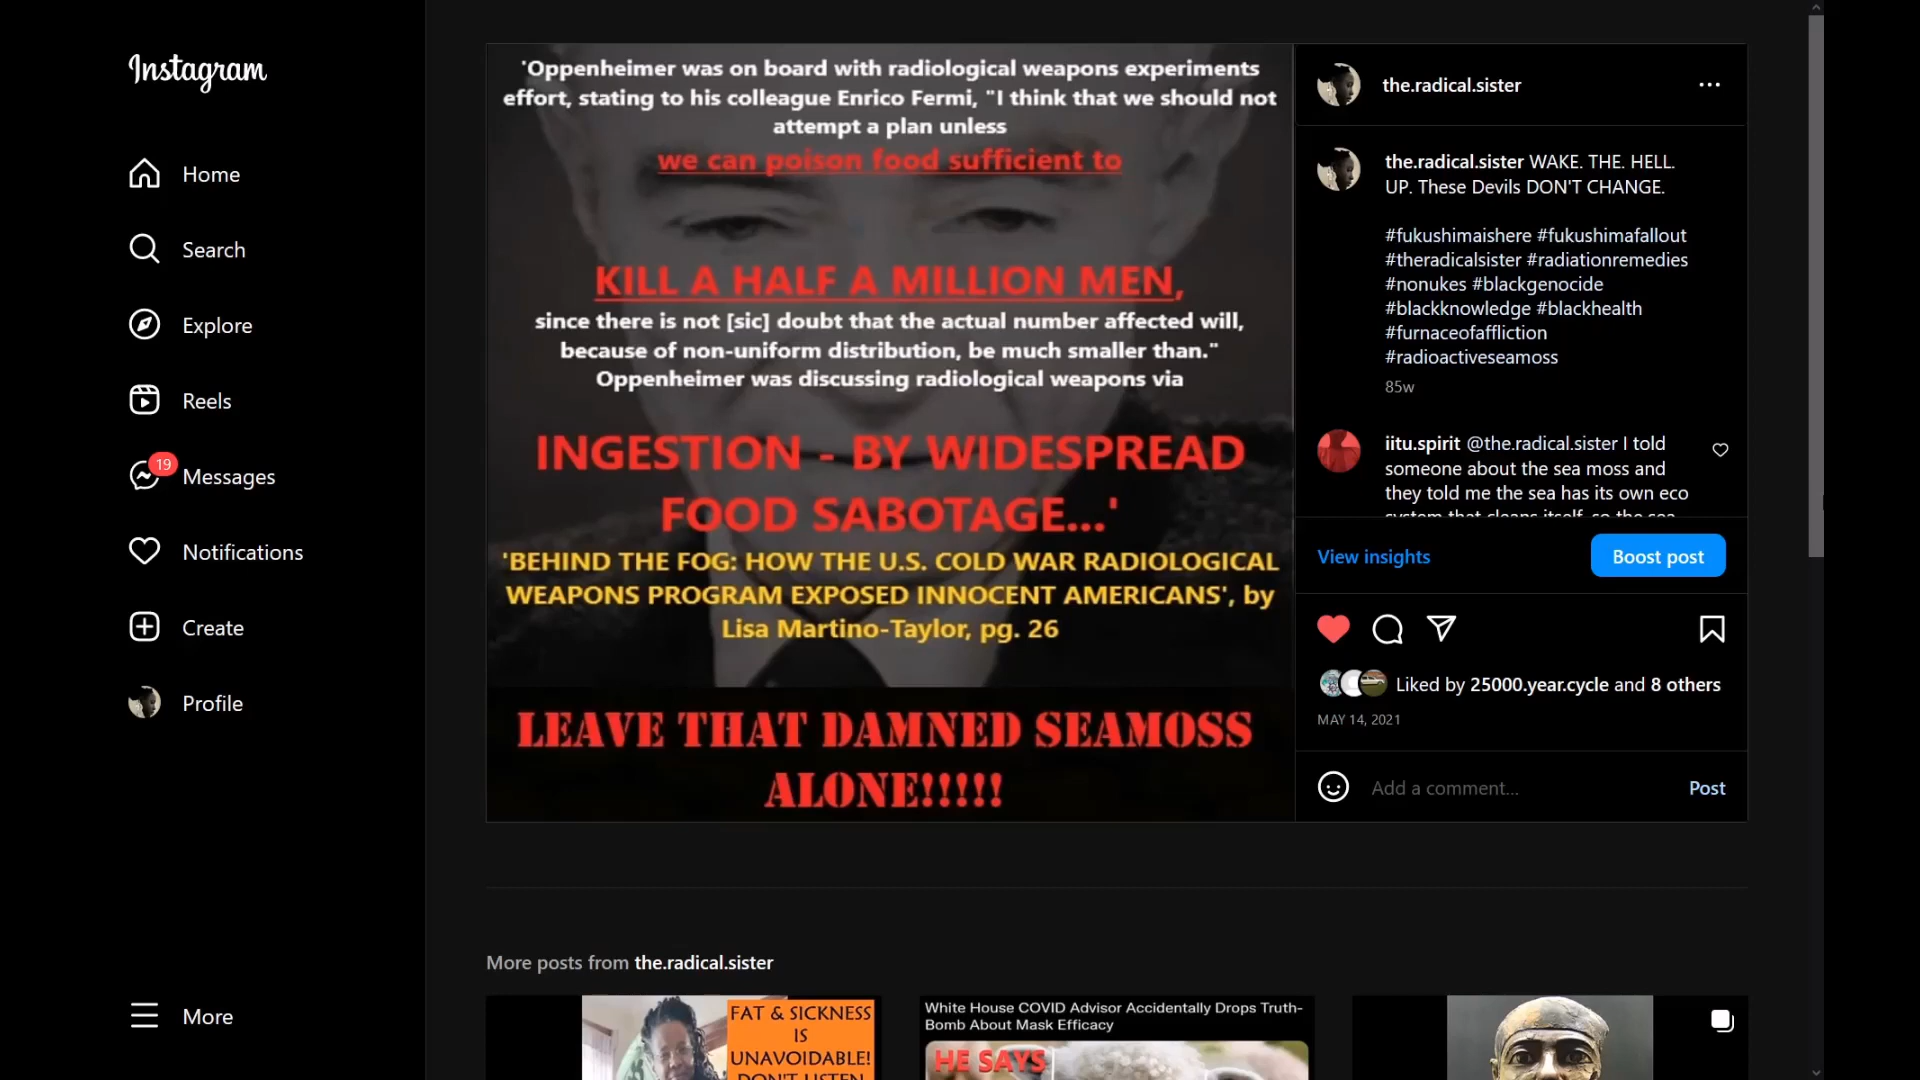 Instagram
Home
Search
Explore
Reels
19
Messages
Notifications
Create
Profile
More
'Oppenheimer was on board with radiological weapons experiments
effort, stating to his colleague Enrico Fermi, "I think that we should not
attempt a plan unless
we can poison food sufficient to
KILL A HALF A MILLION MEN,
since there is not [sic] doubt that the actual number affected will,
because of non-uniform distribution, be much smaller than."
Oppenheimer was discussing radiological weapons via
INGESTION - BY WIDESPREAD
FOOD SABOTAGE...'
'BEHIND THE FOG: HOW THE U.S. COLD WAR RADIOLOGICAL
WEAPONS PROGRAM EXPOSED INNOCENT AMERICANS', by
Lisa Martino-Taylor, pg. 26
LEAVE THAT DAMNED SEAMOSS
ALONE!!!!!
the.radical.sister
the.radical.sister WAKE. THE. HELL.
UP. These Devils DON'T CHANGE.
#fukushimaishere #fukushimafallout
#theradicalsister #radiationremedies
#nonukes #blackgenocide
#blackknowledge #blackhealth
#furnaceofaffliction
#radioactiveseamoss
85w
iitu.spirit @the.radical.sister I told
someone about the sea moss and
they told me the sea has its own eco
system that cleans itself, so the sea
View insights
Boost post
Liked by 25000.year.cycle and 8 others
MAY 14, 2021
Add a comment...
Post
More posts from the.radical.sister
FAT & SICKNESS
IS
UNAVOIDABLE!
DON'T LISTEN
White House COVID Advisor Accidentally Drops Truth-
Bomb About Mask Efficacy
HE SAYS